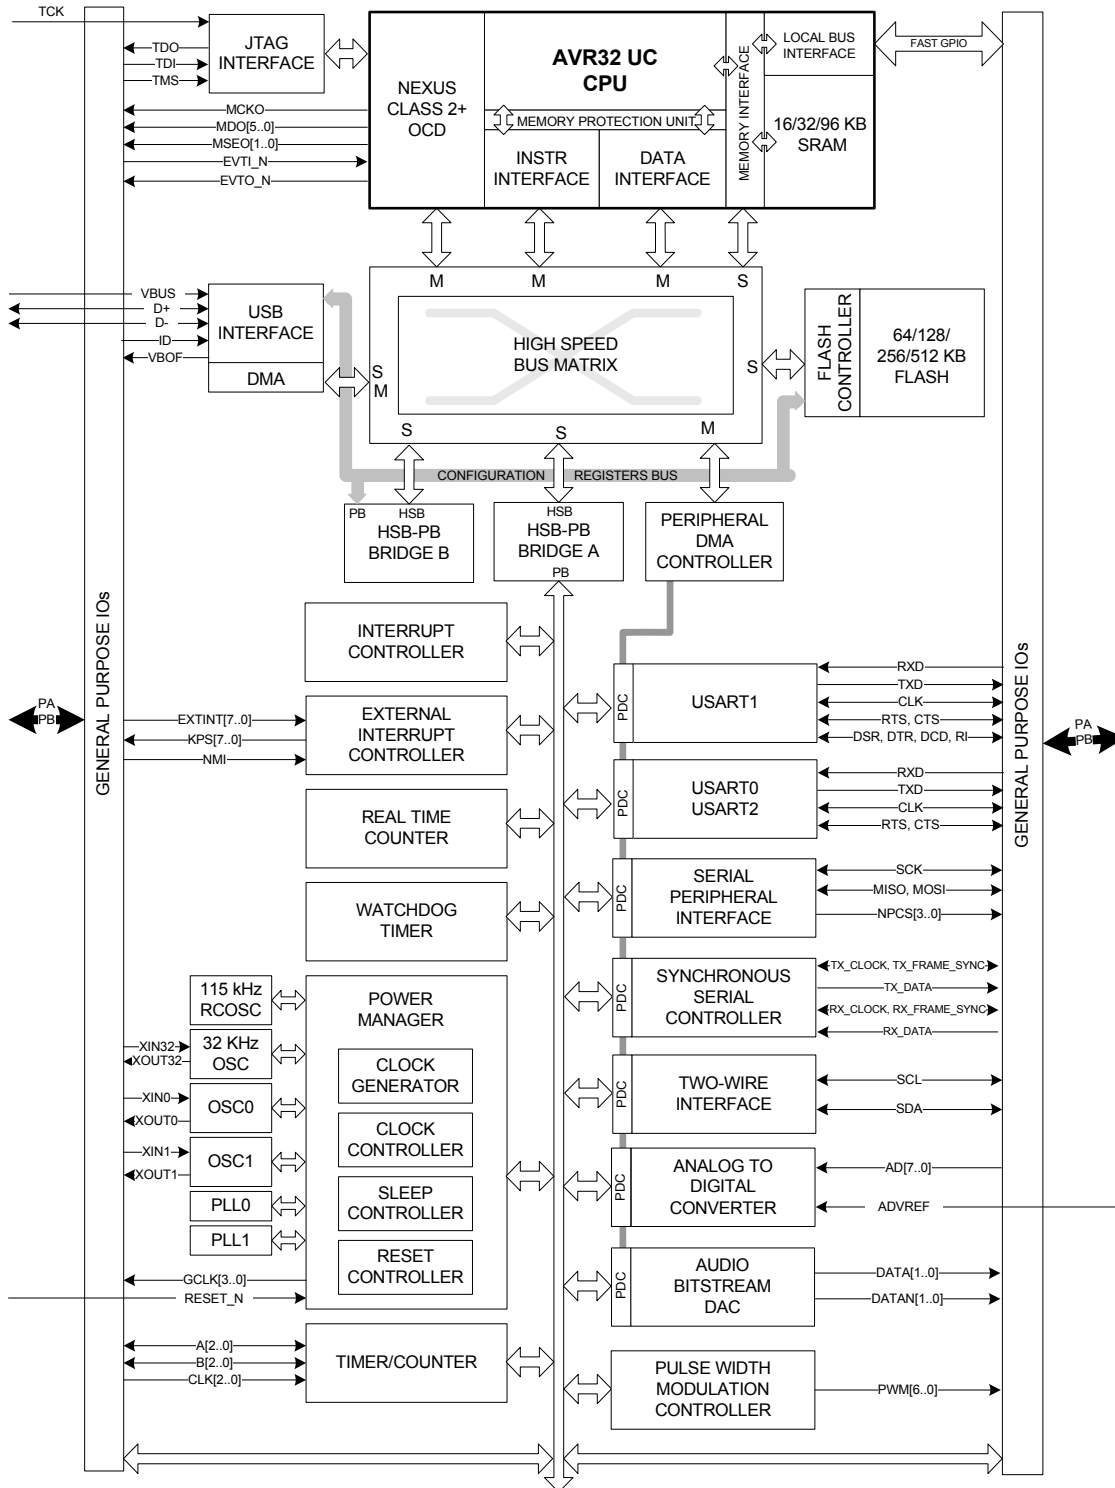 TCK
TDO
TDI
TMS
JTAG
INTERFACE
MCKO
MDO[5..0]
MSEO[1..0]
EVTI_N
EVTO_N
NEXUS
CLASS 2+
OCD
AVR32 UC
CPU
MEMORY PROTECTION UNIT
INSTR
INTERFACE
DATA
INTERFACE
MEMORY INTERFACE
LOCAL BUS
INTERFACE
16/32/96 KB
SRAM
FAST GPIO
M
M
M
S
VBUS
D+
D-
ID
VBOF
USB
INTERFACE
DMA
S
M
HIGH SPEED
BUS MATRIX
S
FLASH
CONTROLLER
64/128/
256/512 KB
FLASH
S
S
M
CONFIGURATION REGISTERS BUS
PB
HSB
HSB-PB
BRIDGE B
HSB
HSB-PB
BRIDGE A
PB
PERIPHERAL
DMA
CONTROLLER
GENERAL PURPOSE IOs
PA
PB
INTERRUPT
CONTROLLER
EXTINT[7..0]
KPS[7..0]
NMI
EXTERNAL
INTERRUPT
CONTROLLER
REAL TIME
COUNTER
WATCHDOG
TIMER
115 kHz
RCOSC
XIN32
XOUT32
32 KHz
OSC
XIN0
XOUT0
OSC0
XIN1
XOUT1
OSC1
PLL0
PLL1
GCLK[3..0]
RESET_N
POWER
MANAGER
CLOCK
GENERATOR
CLOCK
CONTROLLER
SLEEP
CONTROLLER
RESET
CONTROLLER
A[2..0]
B[2..0]
CLK[2..0]
TIMER/COUNTER
PDC
USART1
RXD
TXD
CLK
RTS, CTS
DSR, DTR, DCD, RI
PDC
USART0
USART2
RXD
TXD
CLK
RTS, CTS
PDC
SERIAL
PERIPHERAL
INTERFACE
SCK
MISO, MOSI
NPCS[3..0]
PDC
SYNCHRONOUS
SERIAL
CONTROLLER
TX_CLOCK, TX_FRAME_SYNC
TX_DATA
RX_CLOCK, RX_FRAME_SYNC
RX_DATA
PDC
TWO-WIRE
INTERFACE
SCL
SDA
PDC
ANALOG TO
DIGITAL
CONVERTER
AD[7..0]
ADVREF
PDC
AUDIO
BITSTREAM
DAC
DATA[1..0]
DATAN[1..0]
PULSE WIDTH
MODULATION
CONTROLLER
PWM[6..0]
GENERAL PURPOSE IOs
PA
PB